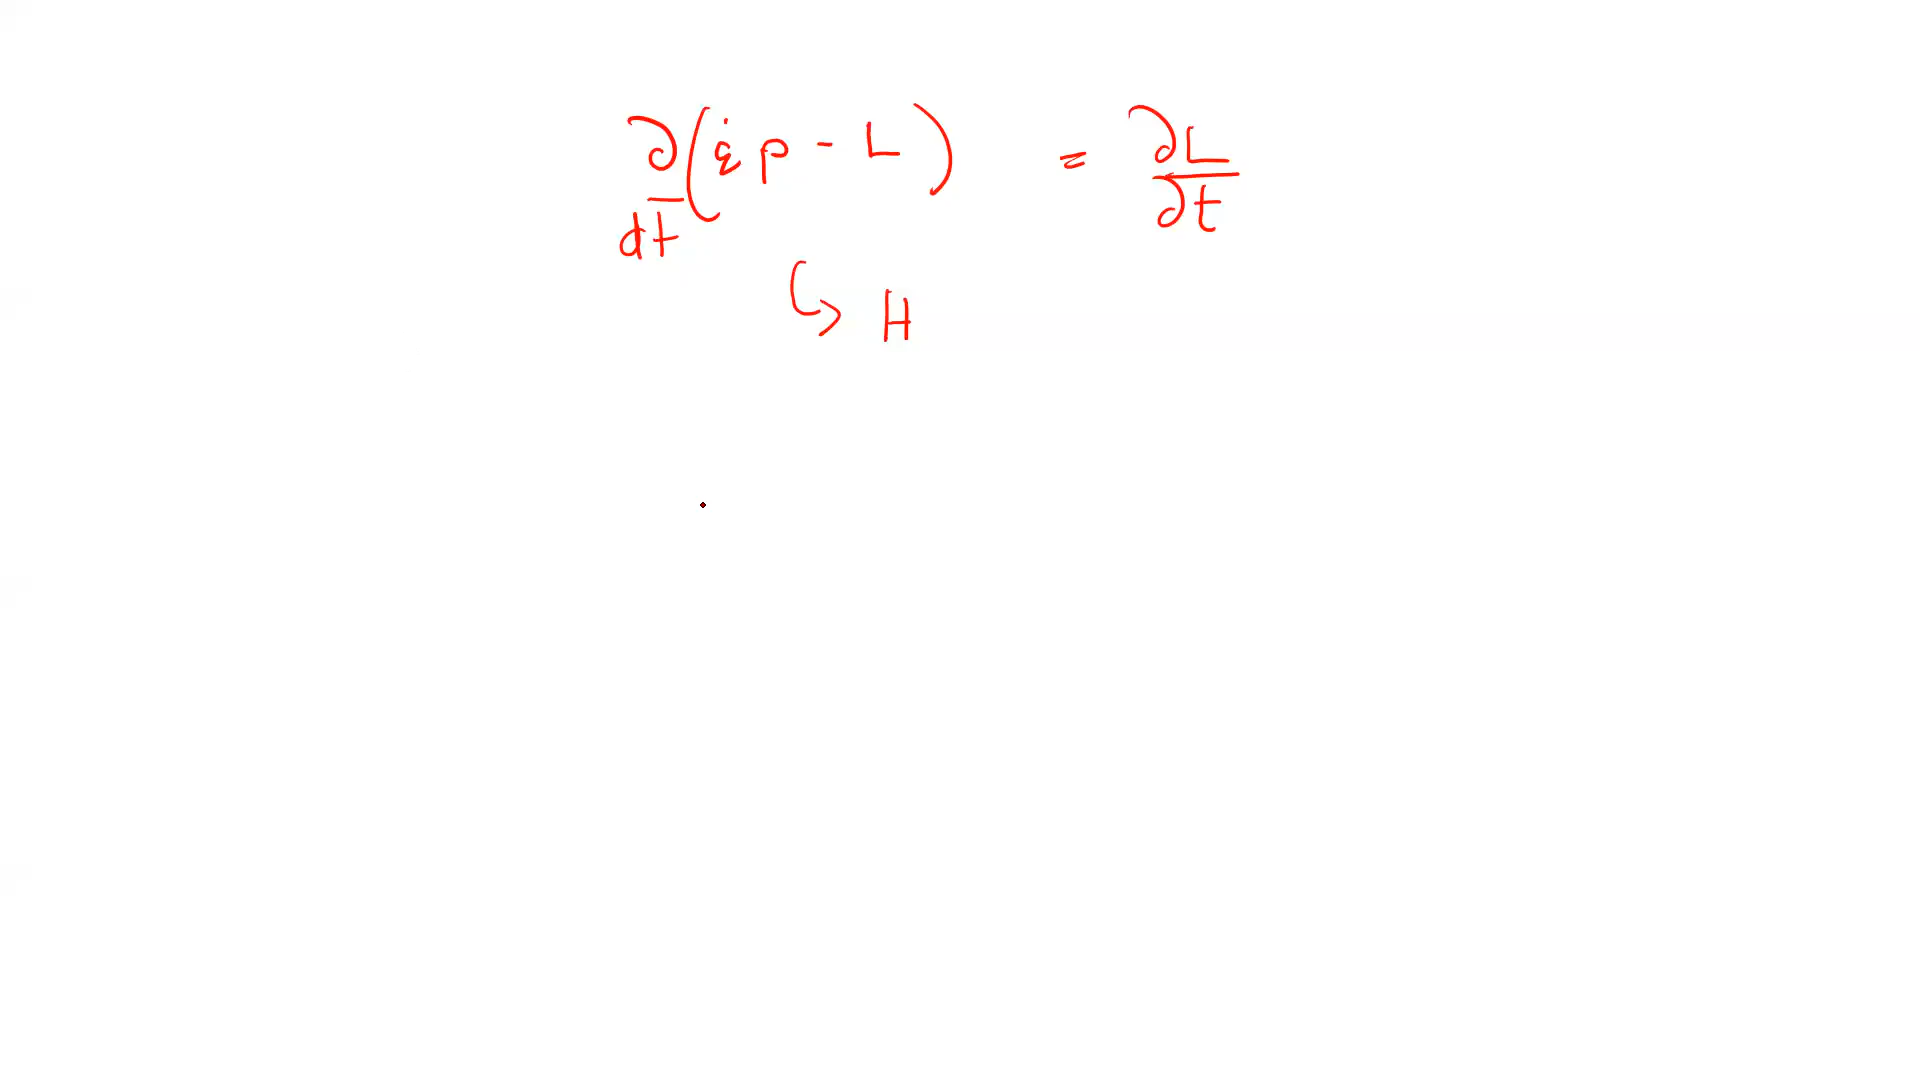 ∂/dt (q̇ p - L) = ∂L/∂t
↳ H